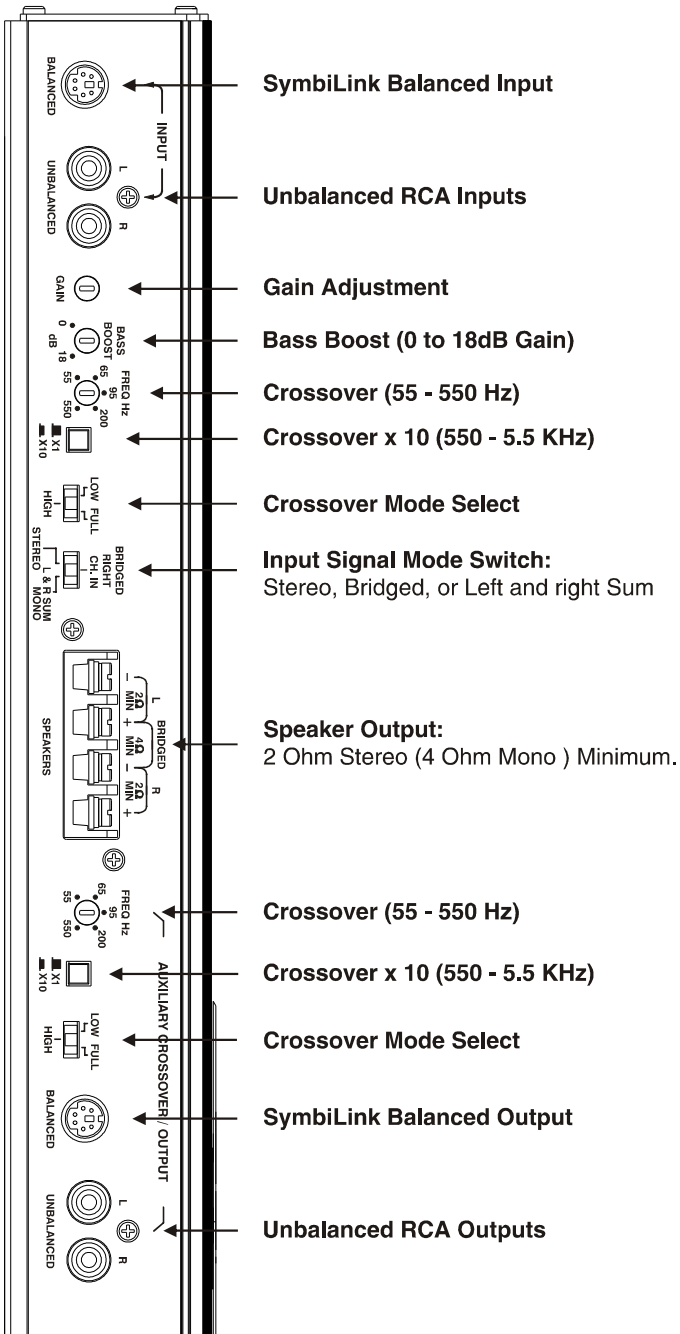 BALANCED
INPUT
SymbiLink Balanced Input
UNBALANCED
L
R
Unbalanced RCA Inputs
GAIN
Gain Adjustment
0
dB
18
BASS
BOOST
Bass Boost (0 to 18dB Gain)
FREQ Hz
55
65
95
200
550
Crossover (55 - 550 Hz)
X1
X10
Crossover x 10 (550 - 5.5 KHz)
LOW
FULL
HIGH
Crossover Mode Select
BRIDGED
RIGHT
CH. IN
STEREO
L & R SUM
MONO
Input Signal Mode Switch:
Stereo, Bridged, or Left and right Sum
SPEAKERS
L
BRIDGED
R
2Ω
MIN
4Ω
MIN
2Ω
MIN
–
+
–
+
Speaker Output:
2 Ohm Stereo (4 Ohm Mono ) Minimum.
FREQ Hz
55
65
95
200
550
Crossover (55 - 550 Hz)
X1
X10
Crossover x 10 (550 - 5.5 KHz)
AUXILIARY CROSSOVER / OUTPUT
LOW
FULL
HIGH
Crossover Mode Select
BALANCED
SymbiLink Balanced Output
UNBALANCED
L
R
Unbalanced RCA Outputs